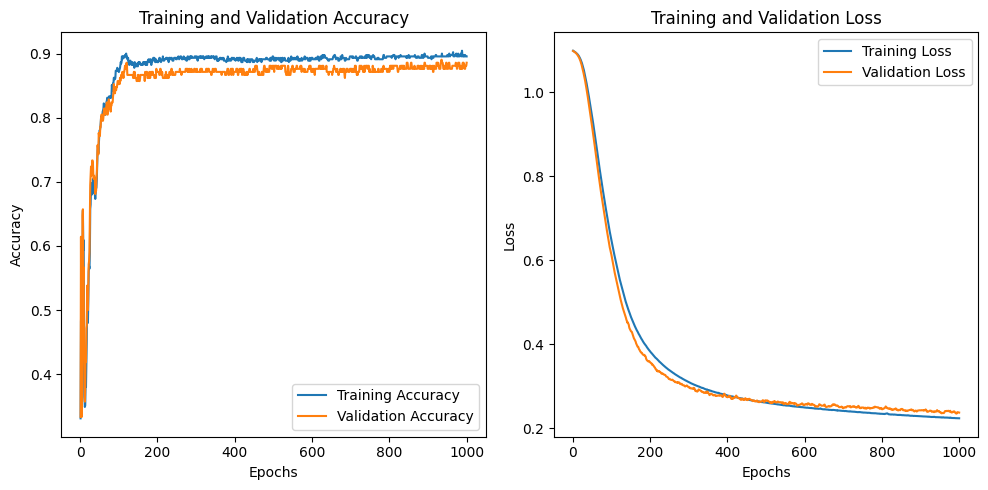 Training and Validation Accuracy
0.9
0.8
0.7
0.6
0.5
0.4
Accuracy
Training Accuracy
Validation Accuracy
0
200
400
600
800
1000
Epochs
Training and Validation Loss
Training Loss
Validation Loss
1.0
0.8
0.6
0.4
0.2
Loss
0
200
400
600
800
1000
Epochs